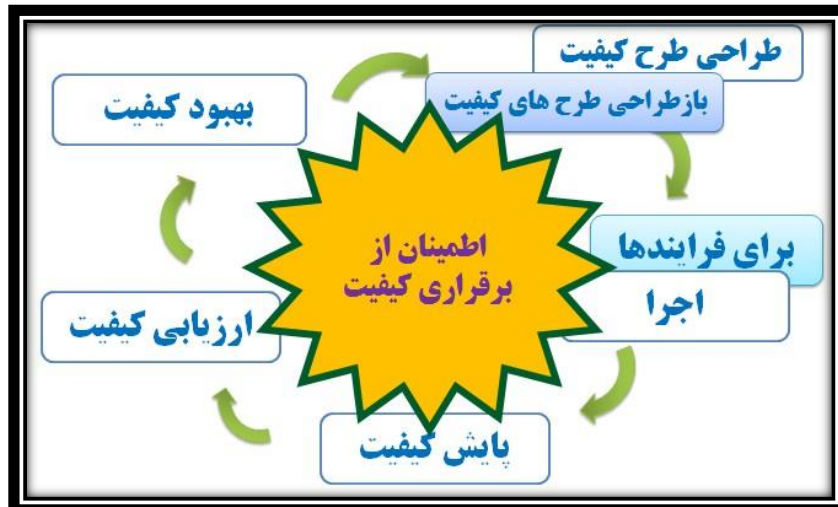 طراحی طرح کیفیت
بازطراحی طرح های کیفیت
بهبود کیفیت
برای فرایندها
اجرا
اطمینان از
برقراری کیفیت
ارزیابی کیفیت
پایش کیفیت